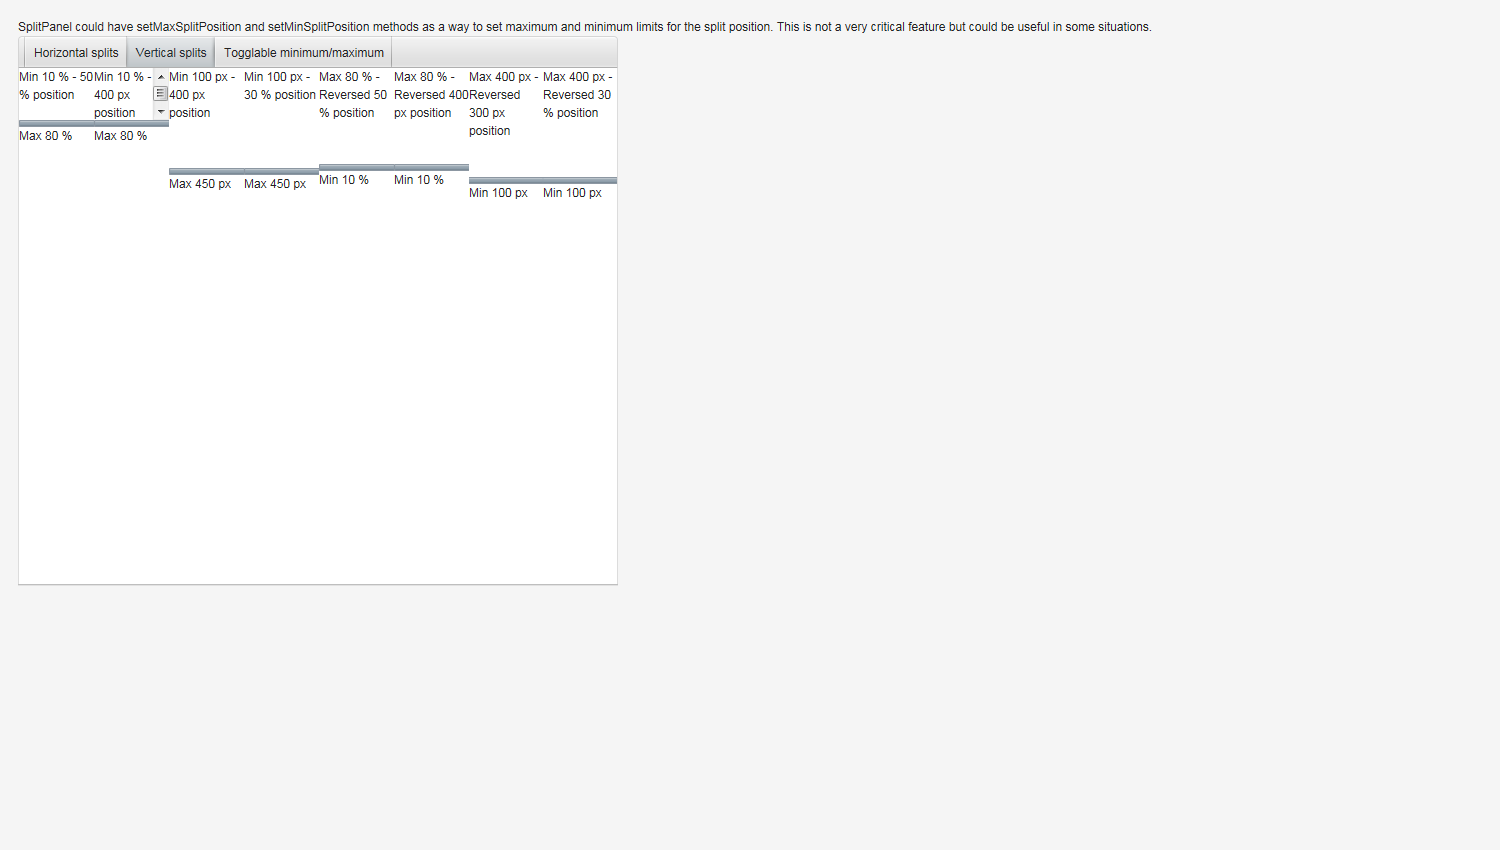 SplitPanel could have setMaxSplitPosition and setMinSplitPosition methods as a way to set maximum and minimum limits for the split position. This is not a very critical feature but could be useful in some situations.
Horizontal splits
Vertical splits
Togglable minimum/maximum
Min 10 % - 50
% position
Max 80 %
Min 10 % -
400 px
position
Max 80 %
Min 100 px -
400 px
position
Max 450 px
Min 100 px -
30 % position
Max 450 px
Max 80 % -
Reversed 50
% position
Min 10 %
Max 80 % -
Reversed 400
px position
Min 10 %
Max 400 px -
Reversed
300 px
position
Min 100 px
Max 400 px -
Reversed 30
% position
Min 100 px